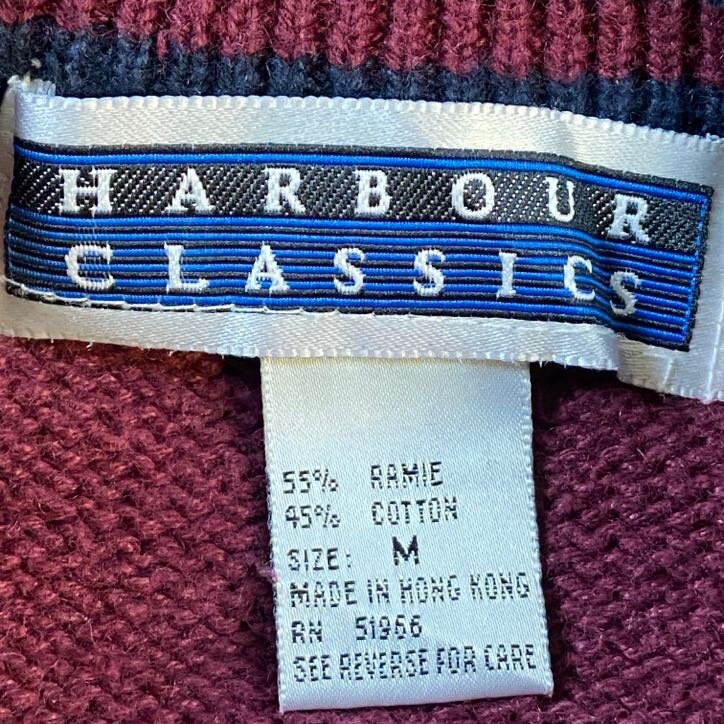 HARBOUR
CLASSICS
55% RAMIE
45% COTTON
SIZE: M
MADE IN HONG KONG
RN 51966
SEE REVERSE FOR CARE